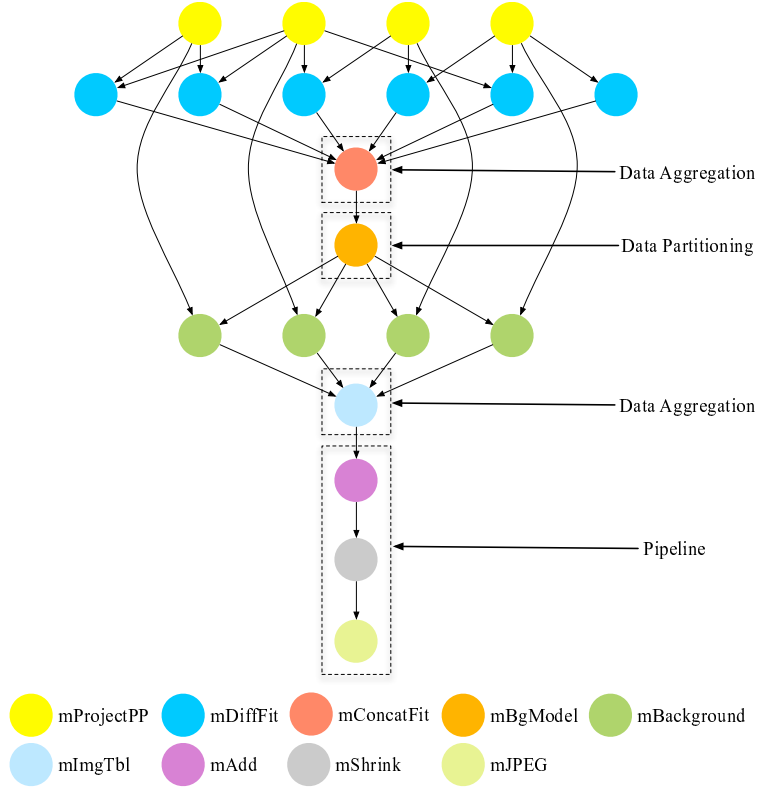 Data Aggregation
Data Partitioning
Data Aggregation
Pipeline
mProjectPP
mDiffFit
mConcatFit
mBgModel
mBackground
mImgTbl
mAdd
mShrink
mJPEG